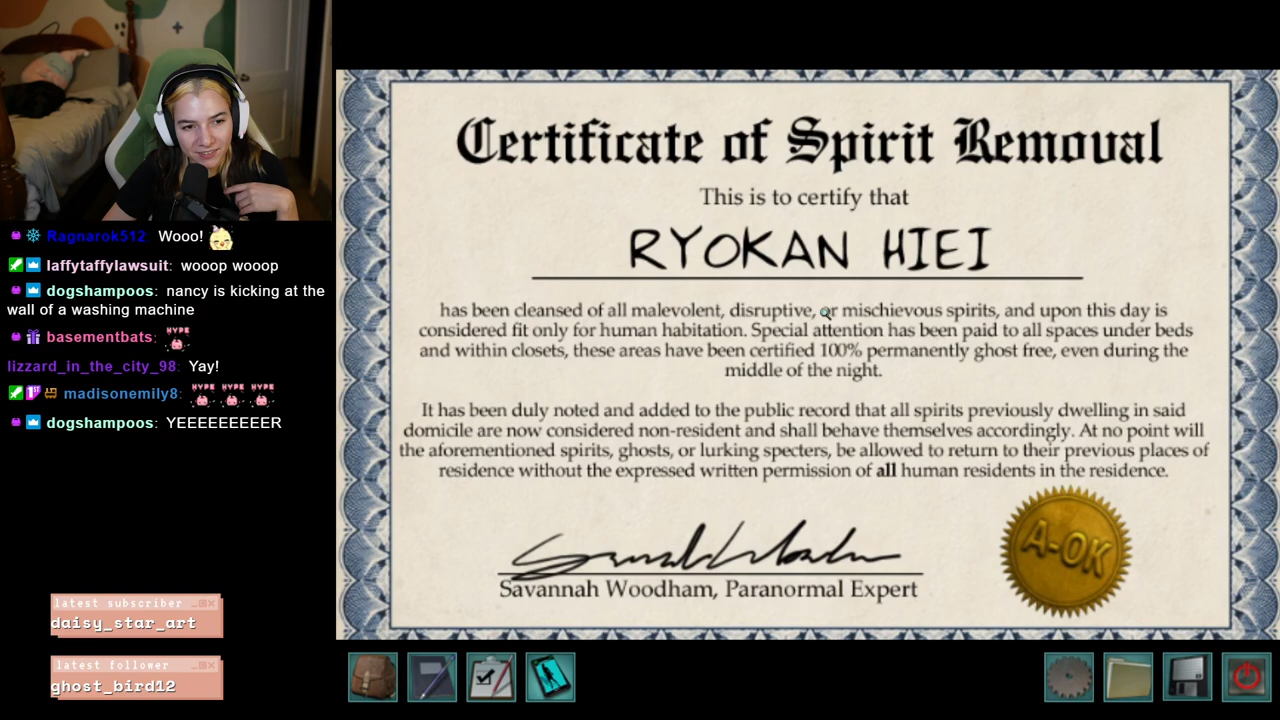 Ragnarok512: Wooo!
laffytaffylawsuit: wooop wooop
dogshampoos: nancy is kicking at the
wall of a washing machine
basementbats: HYPE
lizzard_in_the_city_98: Yay!
madisonemily8: HYPE HYPE HYPE
dogshampoos: YEEEEEEEEER
latest subscriber
daisy_star_art
latest follower
ghost_bird12
Certificate of Spirit Removal
This is to certify that
RYOKAN HIEI
has been cleansed of all malevolent, disruptive, or mischievous spirits, and upon this day is
considered fit only for human habitation. Special attention has been paid to all spaces under beds
and within closets, these areas have been certified 100% permanently ghost free, even during the
middle of the night.
It has been duly noted and added to the public record that all spirits previously dwelling in said
domicile are now considered non-resident and shall behave themselves accordingly. At no point will
the aforementioned spirits, ghosts, or lurking specters, be allowed to return to their previous places of
residence without the expressed written permission of all human residents in the residence.
Savannah Woodham, Paranormal Expert
A-OK